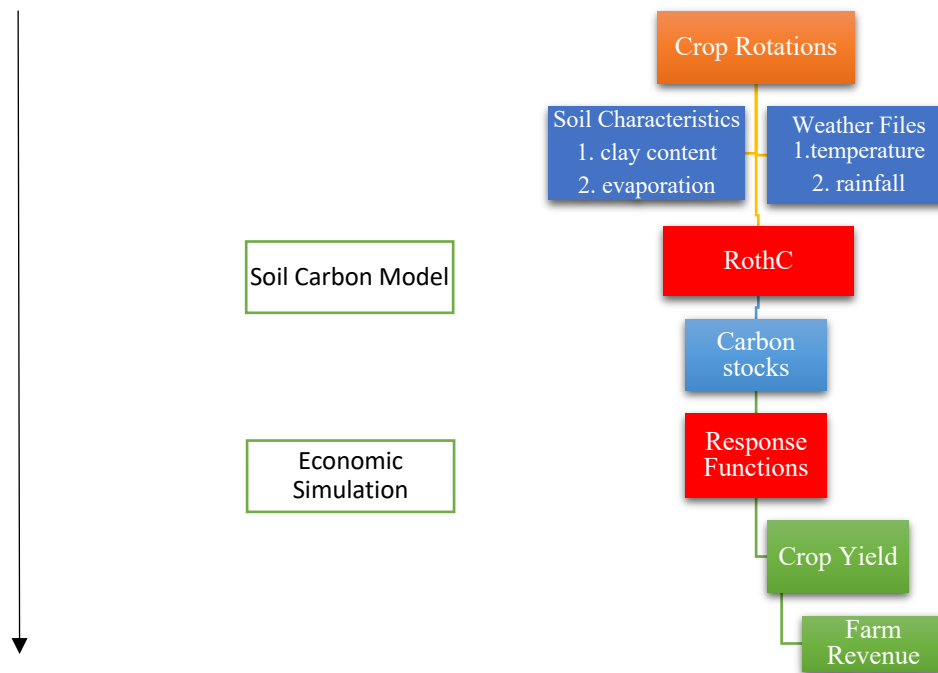 Crop Rotations
Soil Characteristics
1. clay content
2. evaporation
Weather Files
1.temperature
2. rainfall
Soil Carbon Model
RothC
Carbon
stocks
Economic
Simulation
Response
Functions
Crop Yield
Farm
Revenue